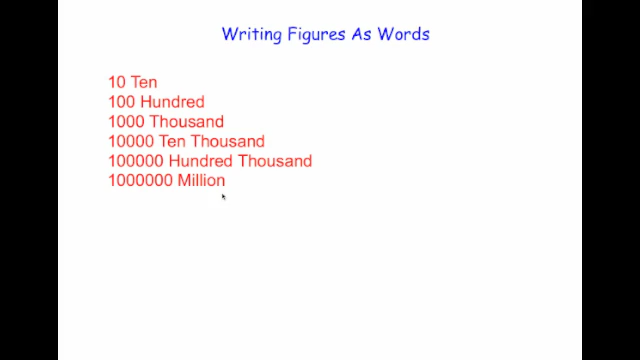 Writing Figures As Words
10 Ten
100 Hundred
1000 Thousand
10000 Ten Thousand
100000 Hundred Thousand
1000000 Million